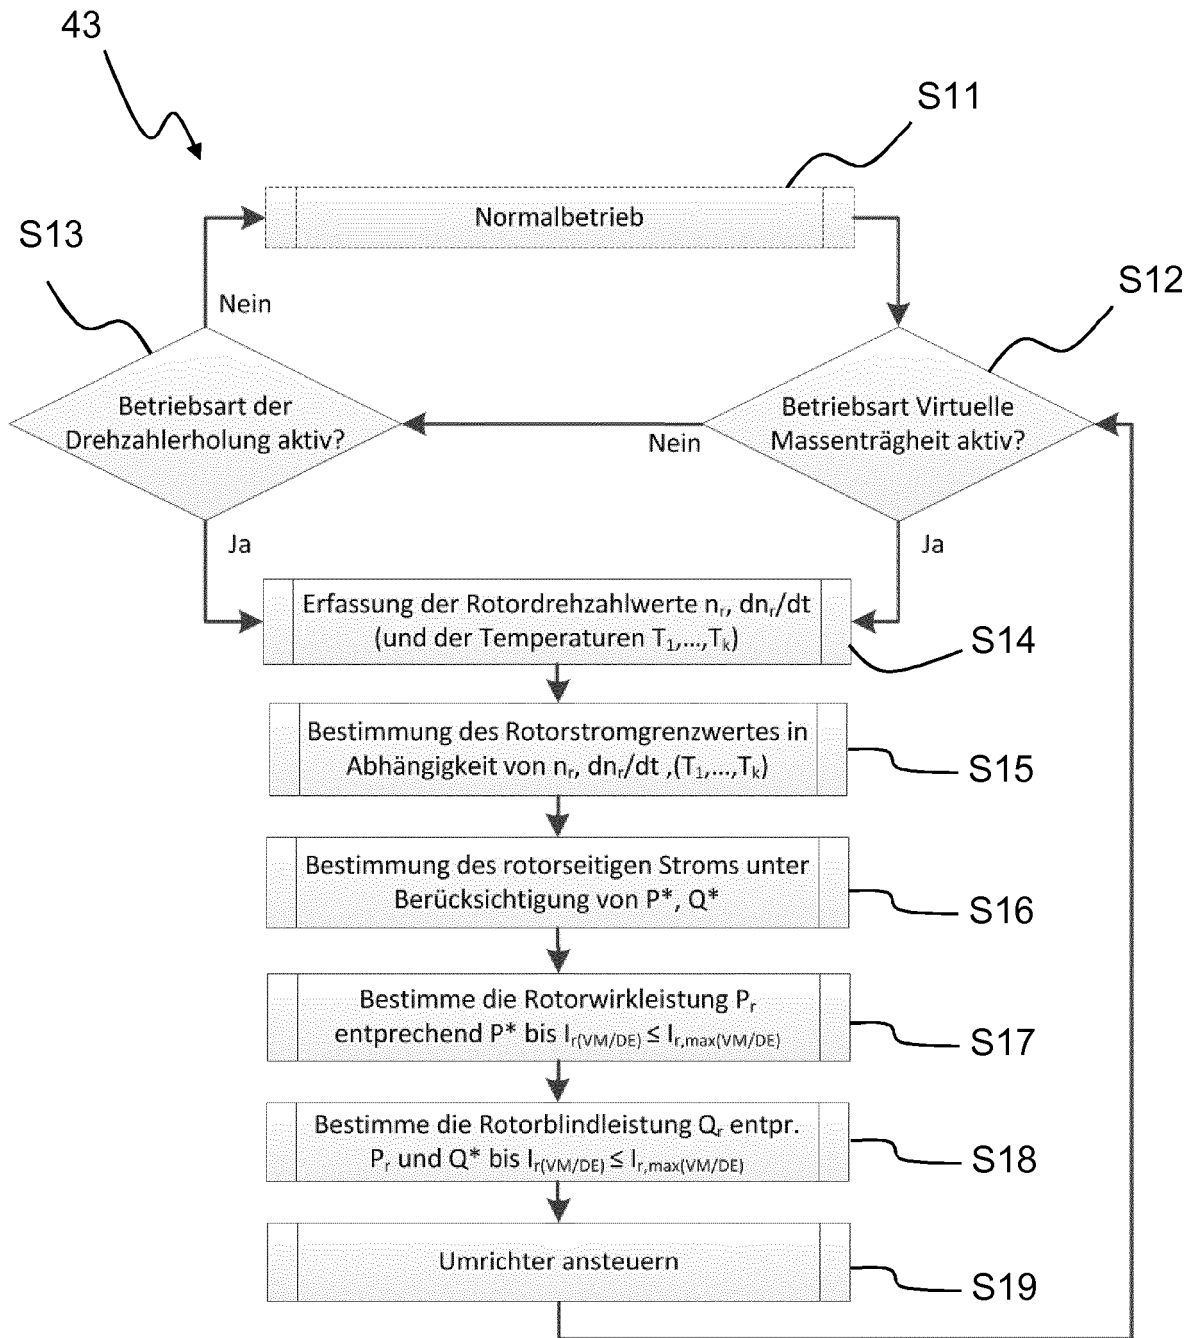 43
S11
Normalbetrieb
S13
S12
Nein
Betriebsart der
Drehzahlerholung aktiv?
Betriebsart Virtuelle
Massenträgheit aktiv?
Nein
Ja
Ja
Erfassung der Rotordrehzahlwerte nᵣ, dnᵣ/dt
(und der Temperaturen T₁,...,Tₖ)
S14
Bestimmung des Rotorstromgrenzwertes in
Abhängigkeit von nᵣ, dnᵣ/dt ,(T₁,...,Tₖ)
S15
Bestimmung des rotorseitigen Stroms unter
Berücksichtigung von P*, Q*
S16
Bestimme die Rotorwirkleistung Pᵣ
entprechend P* bis I_r(VM/DE) ≤ I_r,max(VM/DE)
S17
Bestimme die Rotorblindleistung Qᵣ entpr.
Pᵣ und Q* bis I_r(VM/DE) ≤ I_r,max(VM/DE)
S18
Umrichter ansteuern
S19